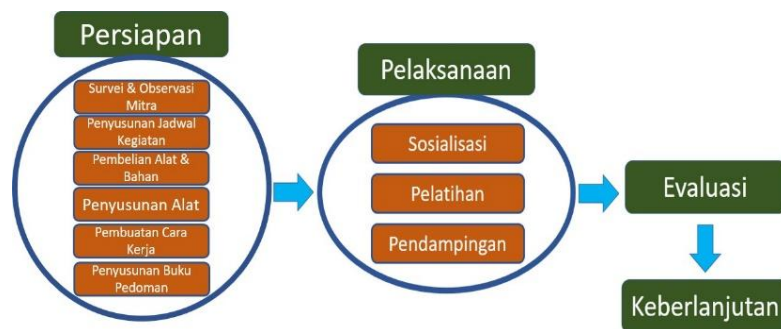 Persiapan
Survei & Observasi
Mitra
Penyusunan Jadwal
Kegiatan
Pembelian Alat &
Bahan
Penyusunan Alat
Pembuatan Cara
Kerja
Penyusunan Buku
Pedoman
Pelaksanaan
Sosialisasi
Pelatihan
Pendampingan
Evaluasi
Keberlanjutan